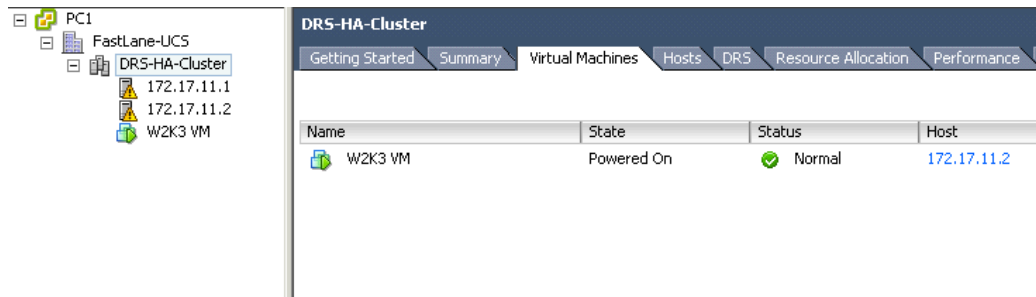 PC1
FastLane-UCS
DRS-HA-Cluster
172.17.11.1
172.17.11.2
W2K3 VM
DRS-HA-Cluster
Getting Started Summary Virtual Machines Hosts DRS Resource Allocation Performance
Name State Status Host
W2K3 VM Powered On Normal 172.17.11.2